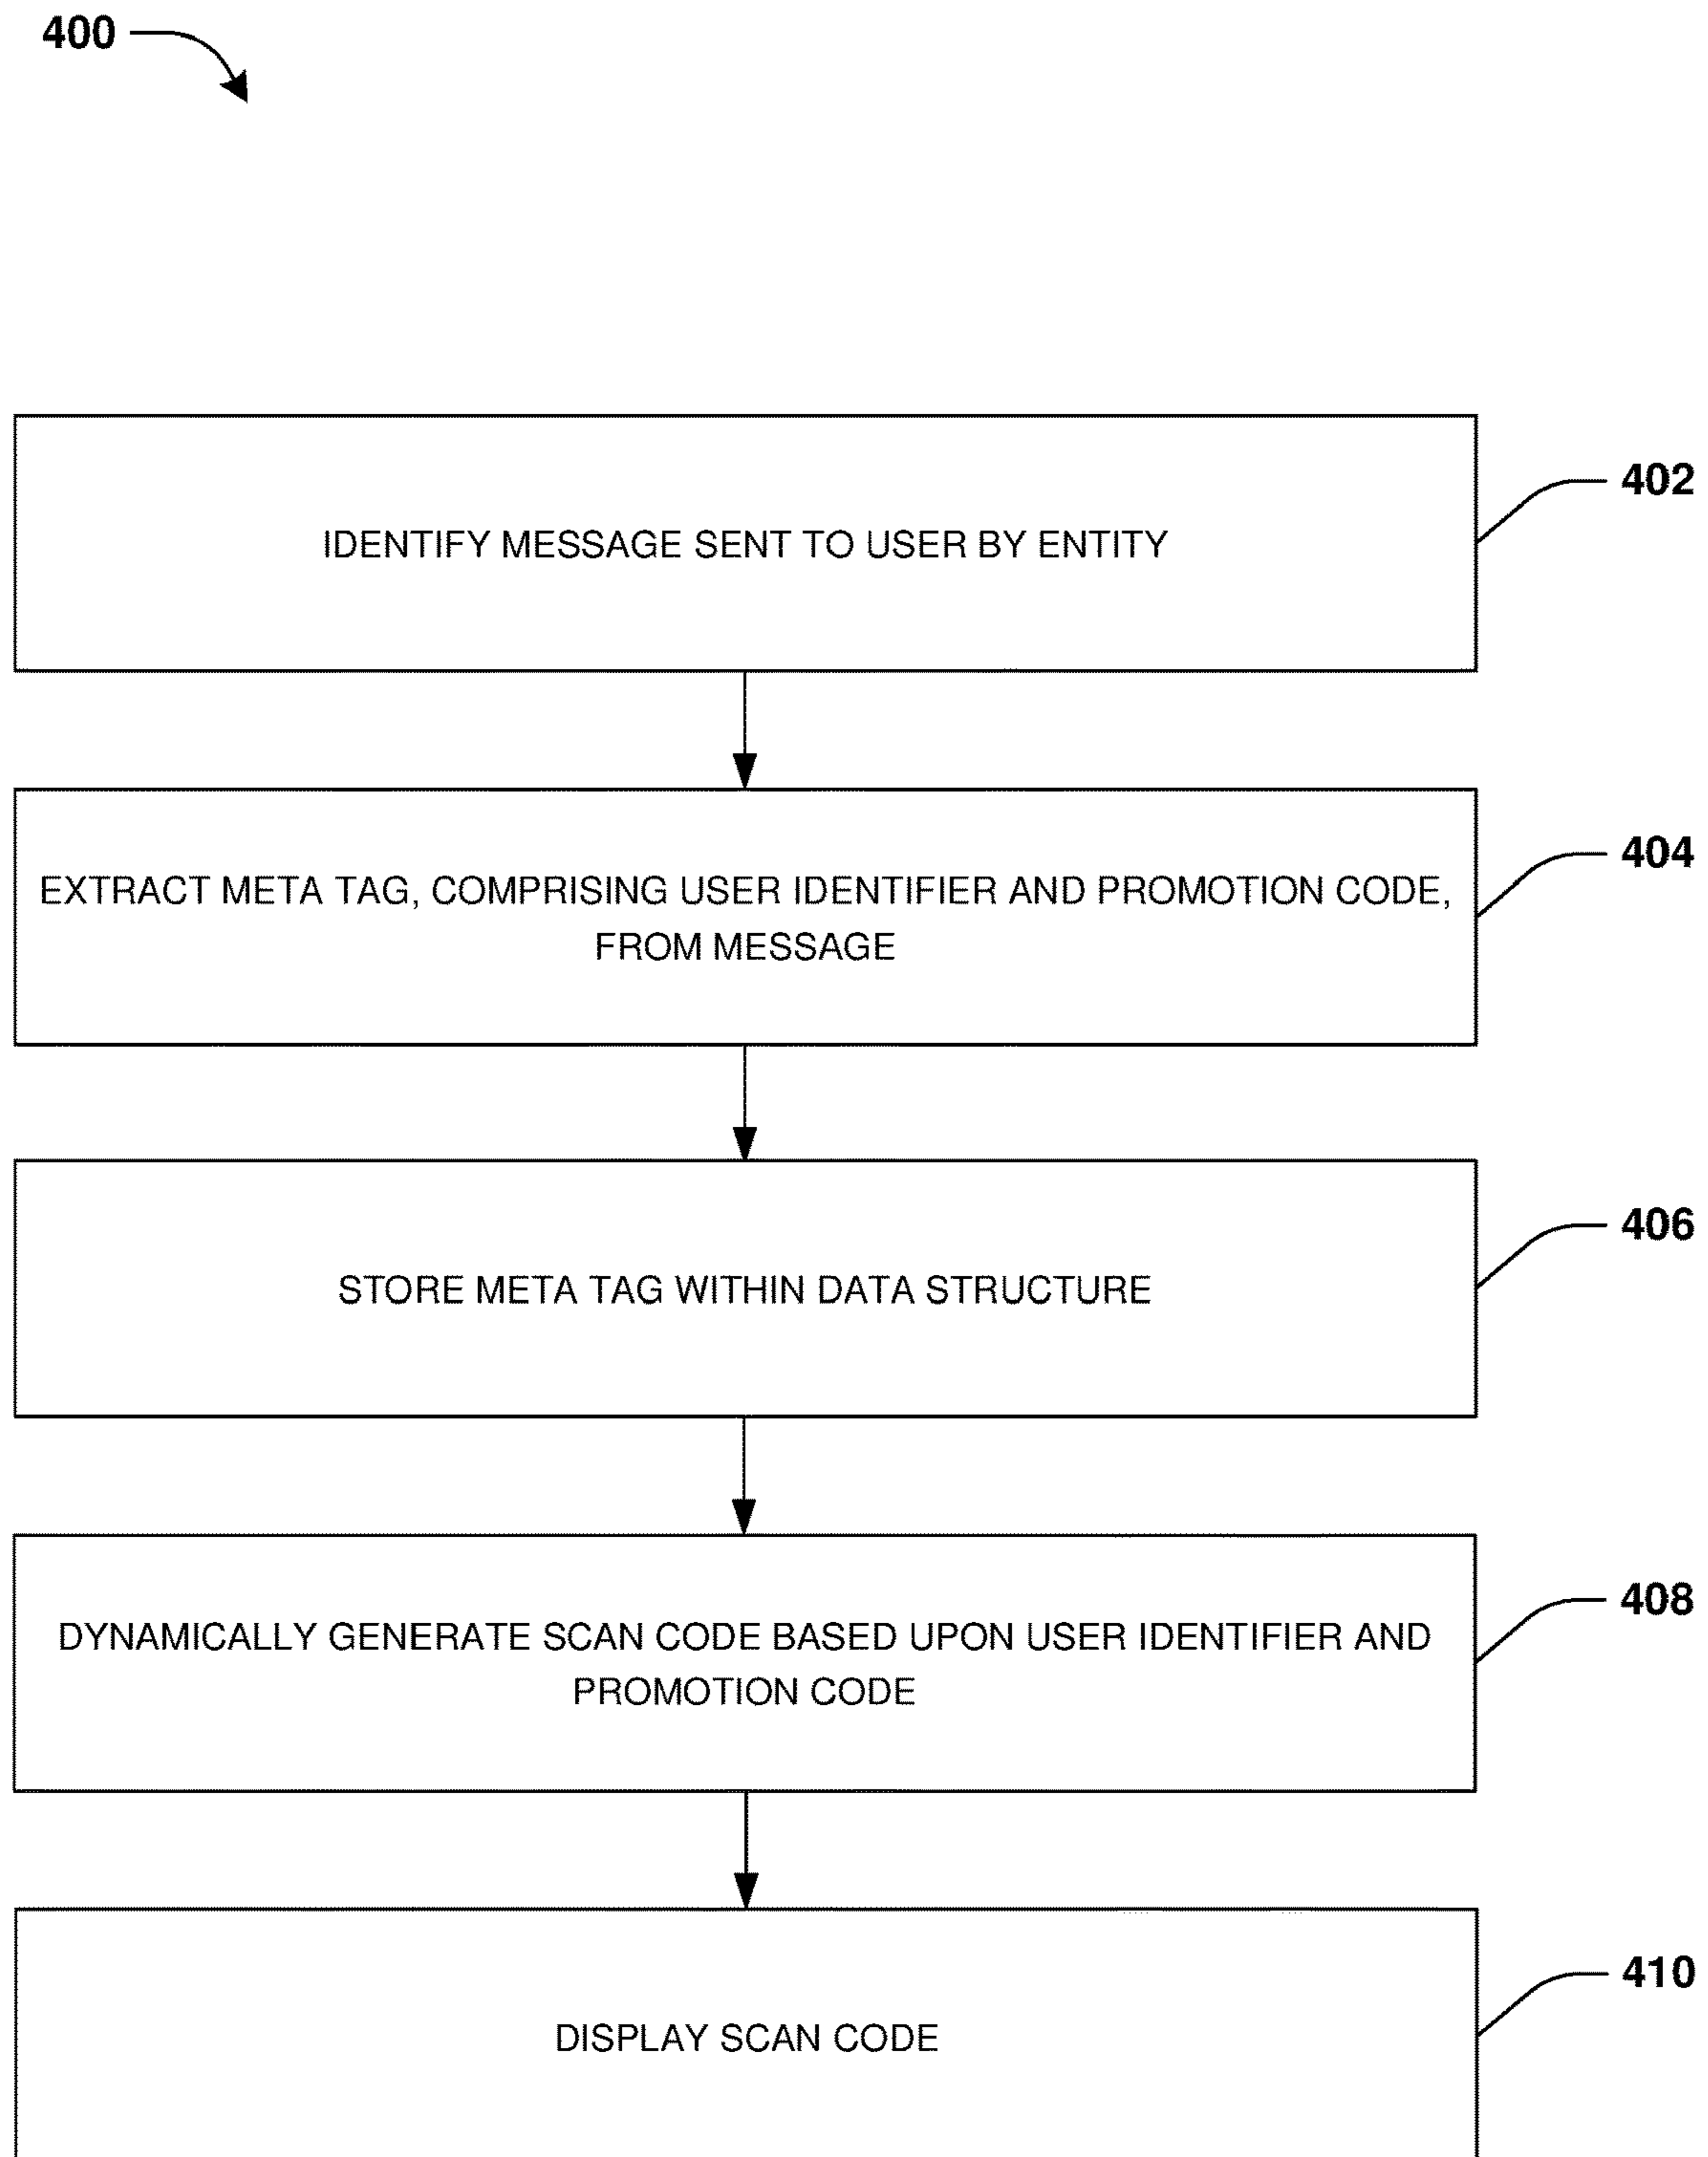 400
IDENTIFY MESSAGE SENT TO USER BY ENTITY
402
EXTRACT META TAG, COMPRISING USER IDENTIFIER AND PROMOTION CODE,
FROM MESSAGE
404
STORE META TAG WITHIN DATA STRUCTURE
406
DYNAMICALLY GENERATE SCAN CODE BASED UPON USER IDENTIFIER AND
PROMOTION CODE
408
DISPLAY SCAN CODE
410